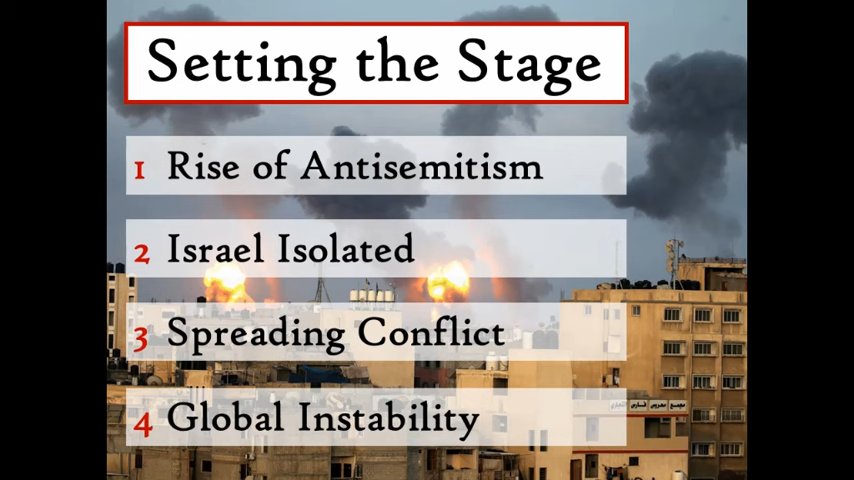 Setting the Stage
1 Rise of Antisemitism
2 Israel Isolated
3 Spreading Conflict
4 Global Instability